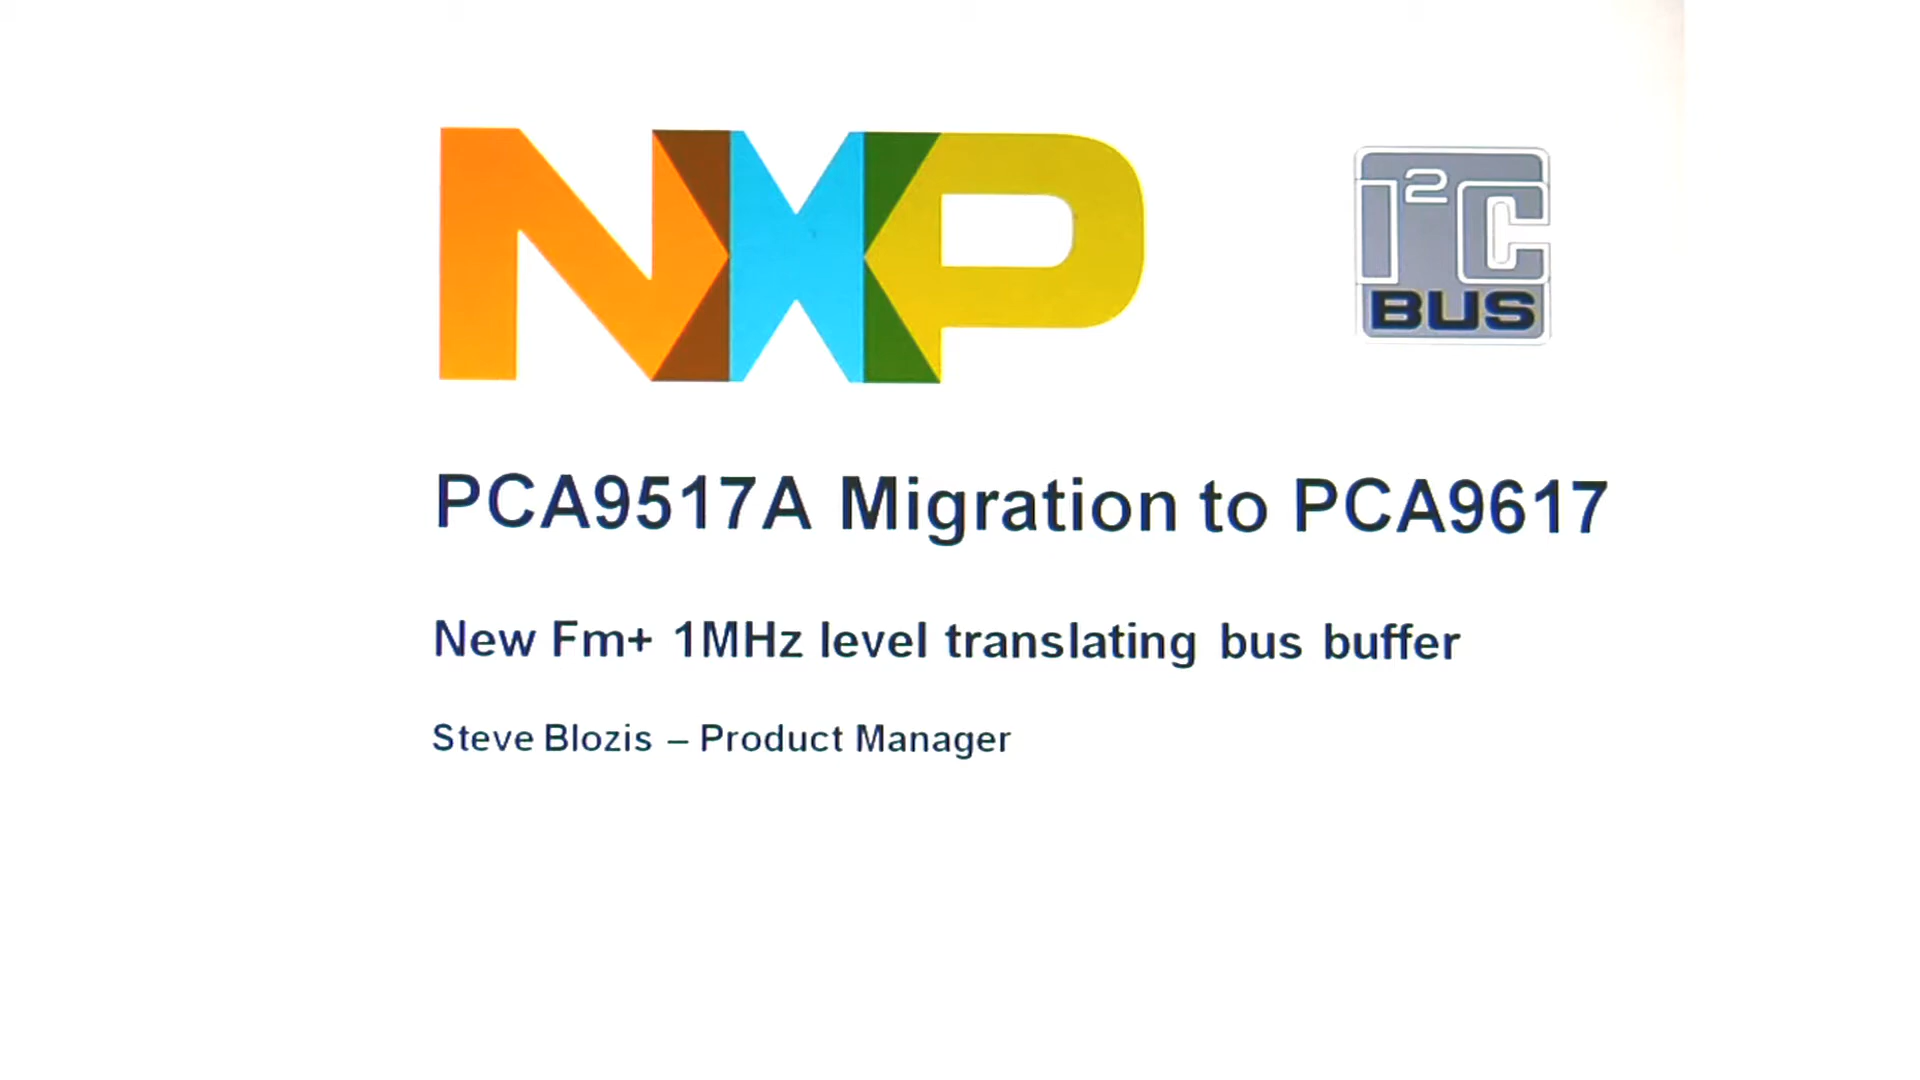 NXP
I²C
BUS
PCA9517A Migration to PCA9617
New Fm+ 1MHz level translating bus buffer
Steve Blozis – Product Manager